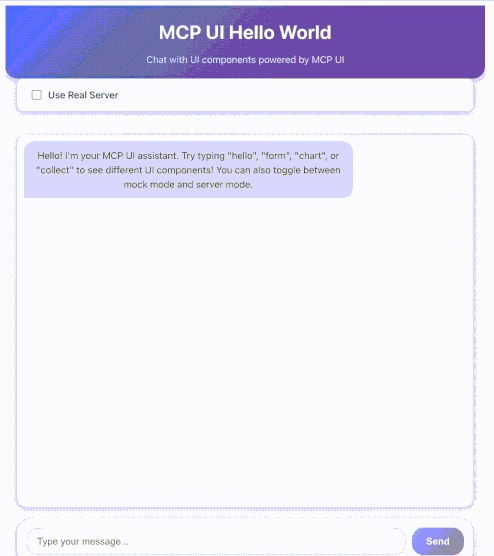 MCP UI Hello World
Chat with UI components powered by MCP UI
Use Real Server
Hello! I'm your MCP UI assistant. Try typing "hello", "form", "chart", or
"collect" to see different UI components! You can also toggle between
mock mode and server mode.
Type your message...
Send